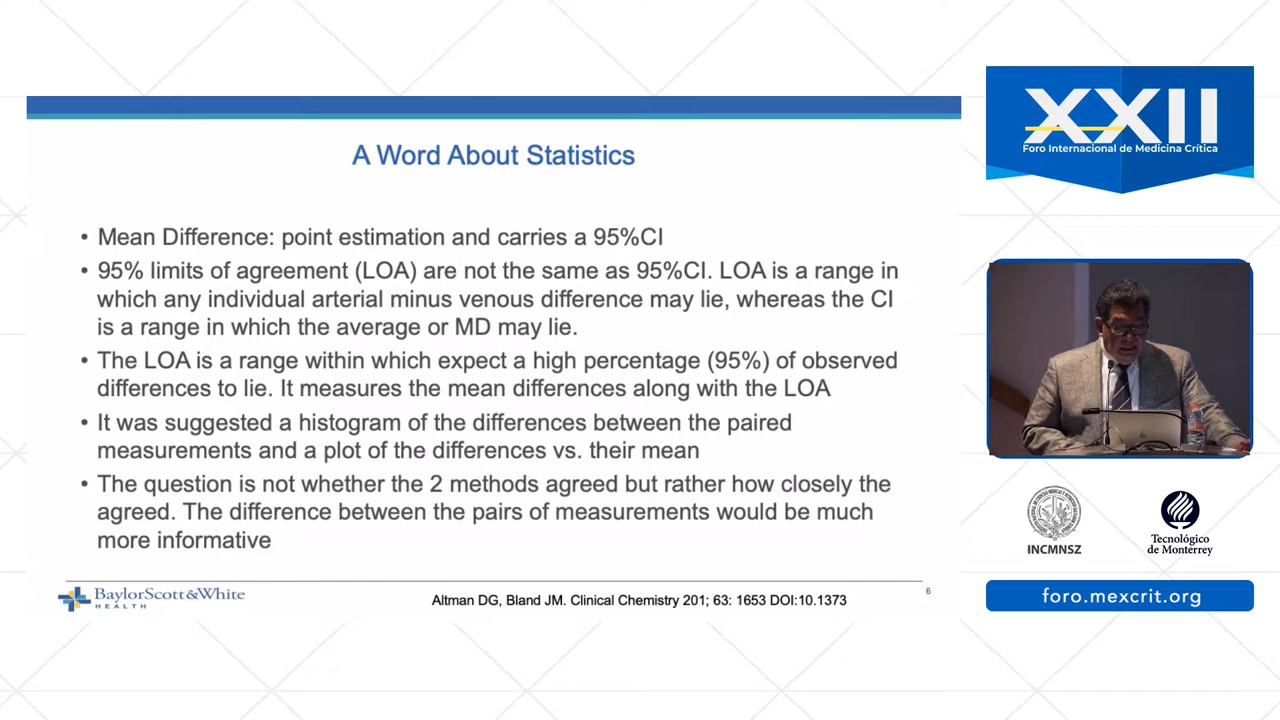 A Word About Statistics
• Mean Difference: point estimation and carries a 95%CI
• 95% limits of agreement (LOA) are not the same as 95%CI. LOA is a range in
which any individual arterial minus venous difference may lie, whereas the CI
is a range in which the average or MD may lie.
• The LOA is a range within which expect a high percentage (95%) of observed
differences to lie. It measures the mean differences along with the LOA
• It was suggested a histogram of the differences between the paired
measurements and a plot of the differences vs. their mean
• The question is not whether the 2 methods agreed but rather how closely the
agreed. The difference between the pairs of measurements would be much
more informative
BaylorScott&White
HEALTH
Altman DG, Bland JM. Clinical Chemistry 201; 63: 1653 DOI:10.1373
6
XXII
Foro Internacional de Medicina Crítica
INCMNSZ
Tecnológico
de Monterrey
foro.mexcrit.org